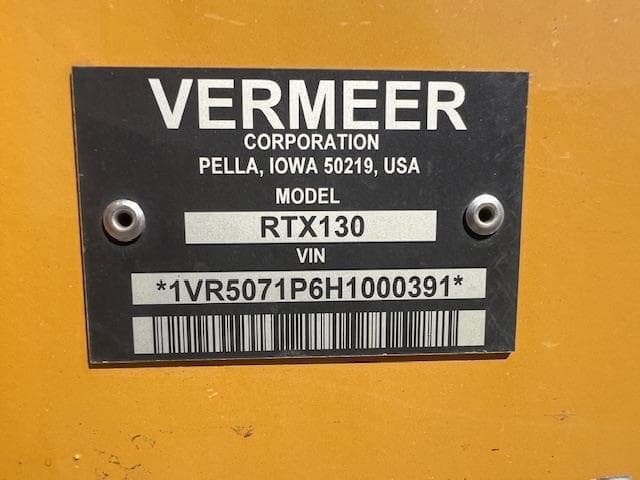 VERMEER
CORPORATION
PELLA, IOWA 50219, USA
MODEL
RTX130
VIN
*1VR5071P6H1000391*